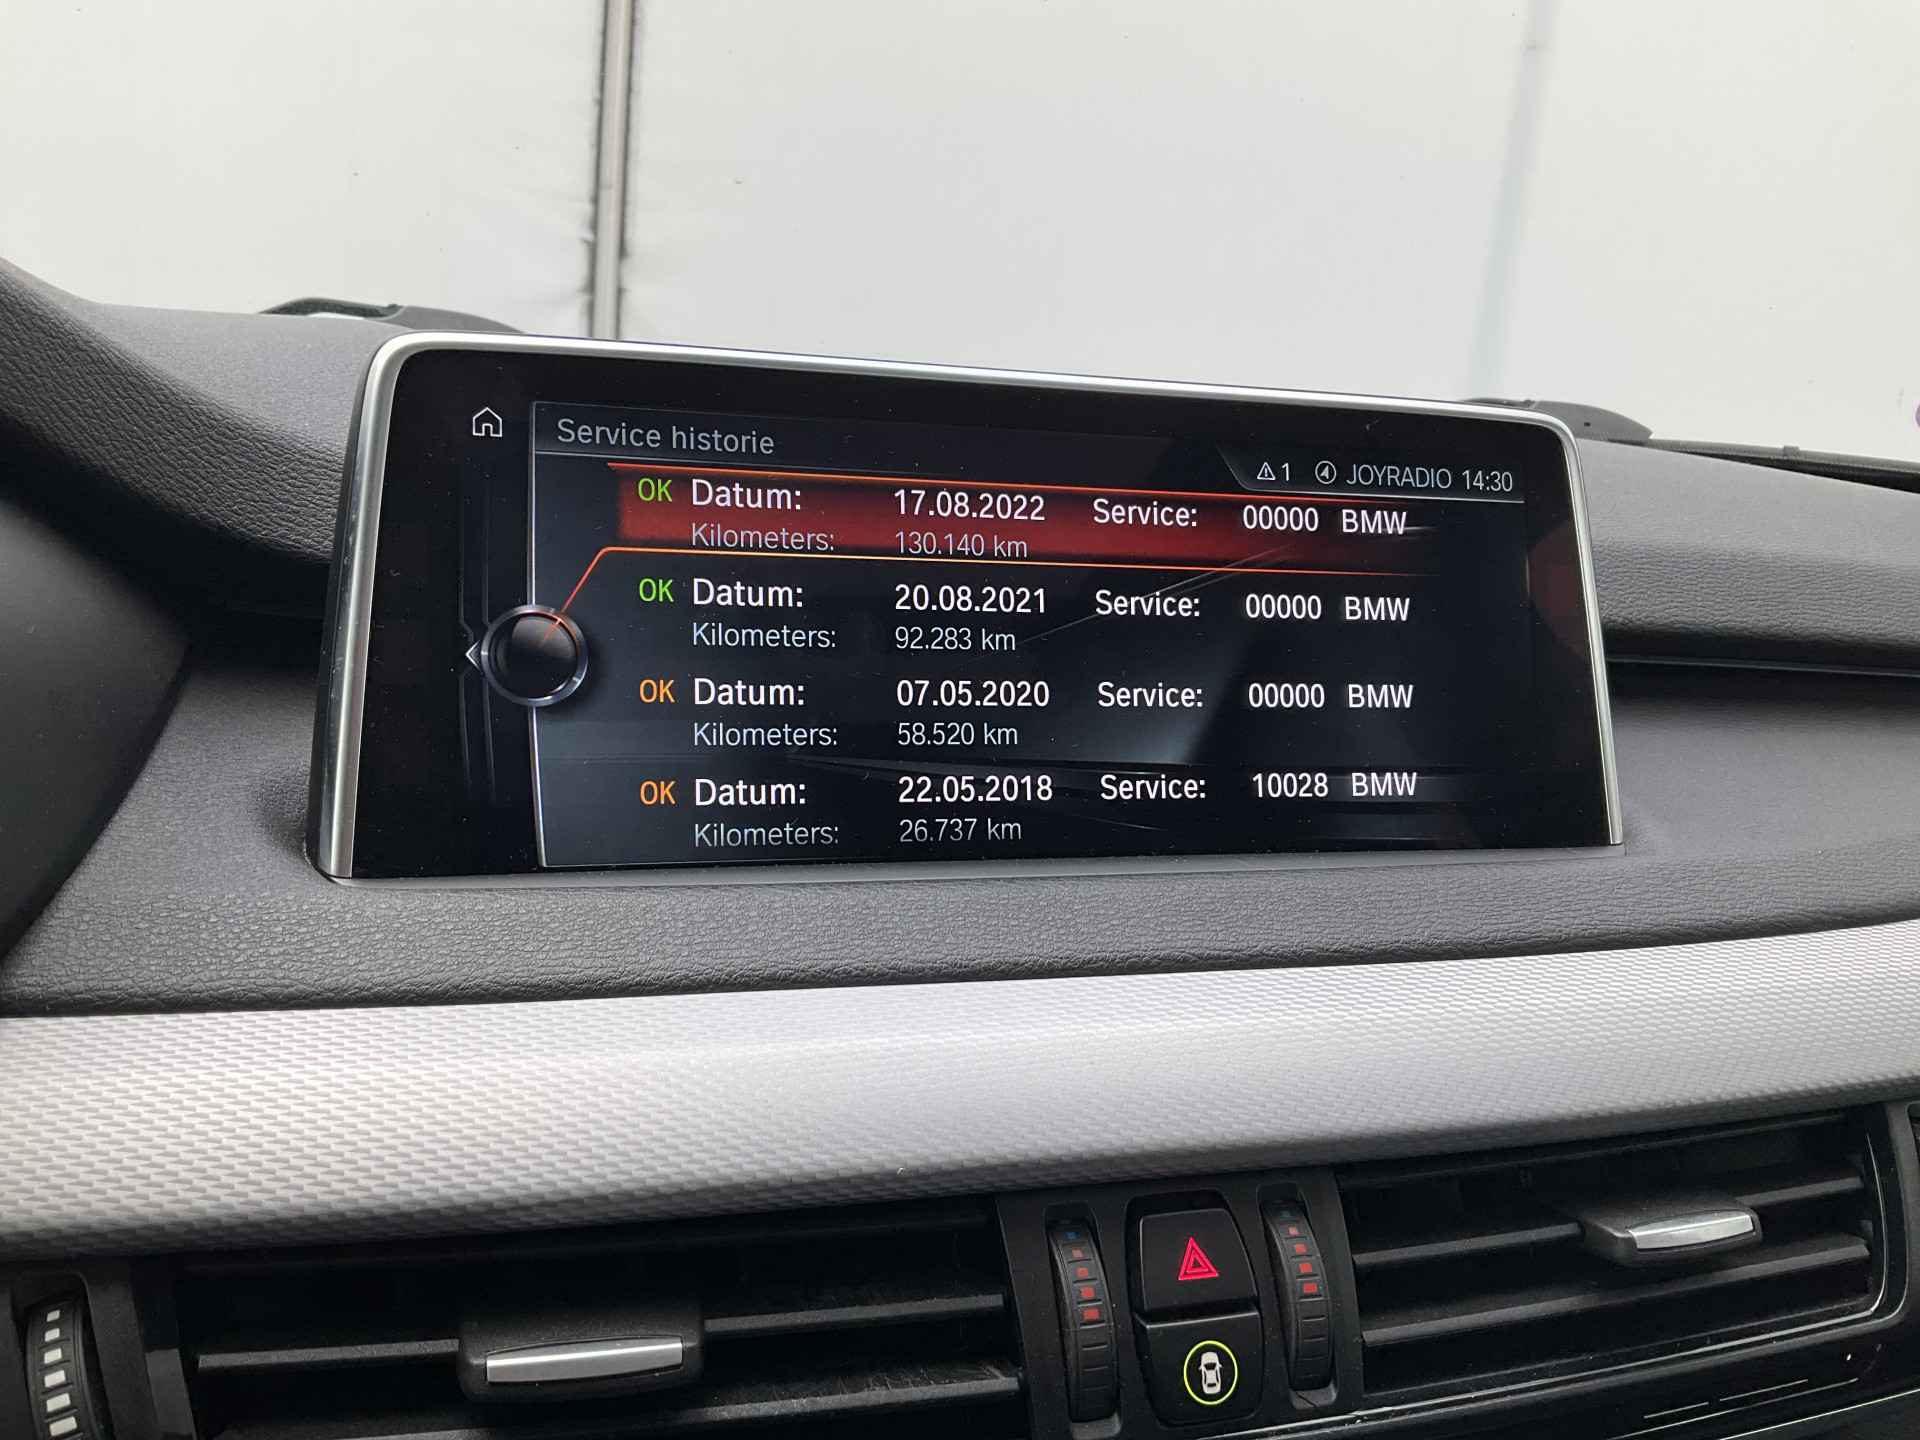 Service historie
1 JOYRADIO 14:30
OK Datum: 17.08.2022 Service: 00000 BMW
Kilometers: 130.140 km
OK Datum: 20.08.2021 Service: 00000 BMW
Kilometers: 92.283 km
OK Datum: 07.05.2020 Service: 00000 BMW
Kilometers: 58.520 km
OK Datum: 22.05.2018 Service: 10028 BMW
Kilometers: 26.737 km